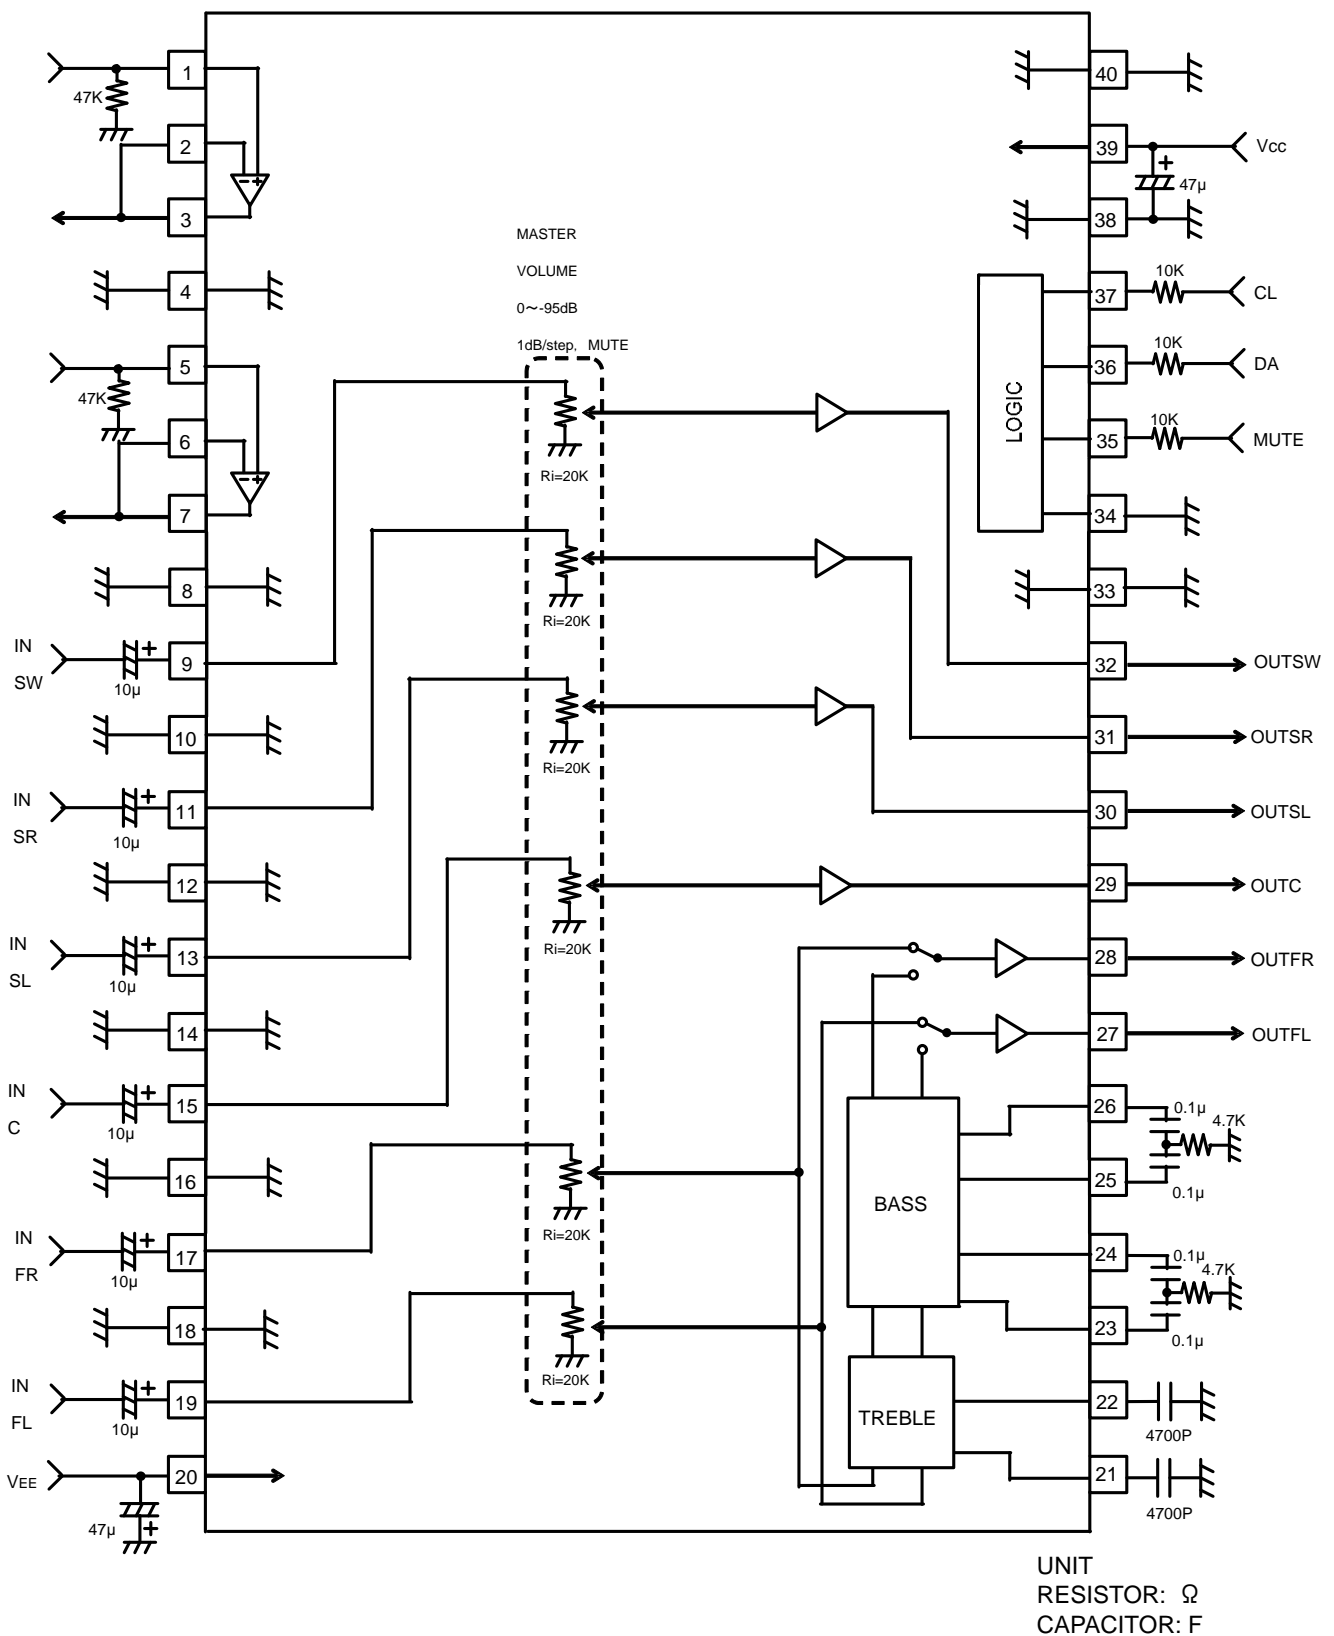 1
40
47K
2
39
Vcc
47μ
3
38
MASTER
VOLUME
0~-95dB
1dB/step, MUTE
4
37
10K
CL
5
36
10K
DA
47K
6
35
10K
MUTE
LOGIC
Ri=20K
7
34
8
33
Ri=20K
IN
SW
10μ
9
32
OUTSW
10
31
OUTSR
Ri=20K
IN
SR
10μ
11
30
OUTSL
12
29
OUTC
IN
SL
10μ
13
Ri=20K
28
OUTFR
14
27
OUTFL
IN
C
10μ
15
26
0.1μ
4.7K
16
25
0.1μ
BASS
IN
FR
10μ
17
Ri=20K
24
0.1μ
4.7K
18
23
0.1μ
IN
FL
10μ
19
Ri=20K
TREBLE
22
4700P
VEE
20
21
4700P
47μ
UNIT
RESISTOR: Ω
CAPACITOR: F